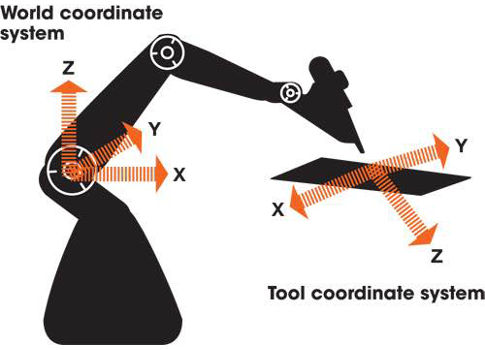 World coordinate
system
Z
Y
X
Y
X
Z
Tool coordinate system